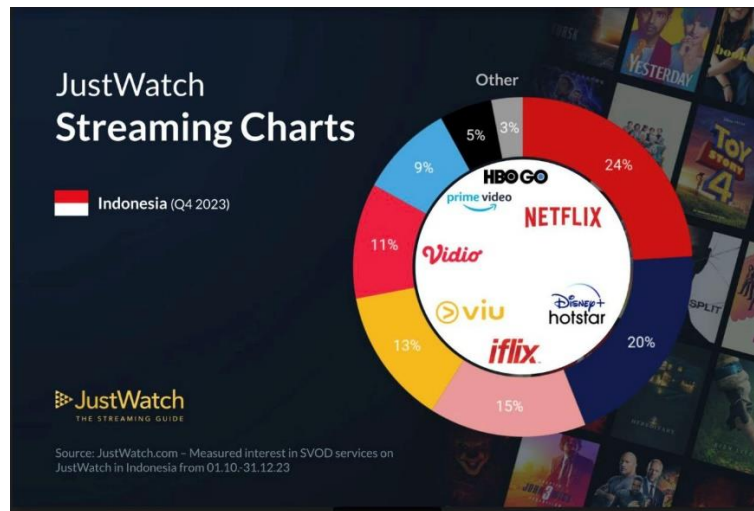 JustWatch
Streaming Charts
Indonesia (Q4 2023)
Other
24%
20%
15%
13%
11%
9%
5%
3%
HBO GO
prime video
NETFLIX
Vidio
Disney+
hotstar
viu
iflix
JustWatch
THE STREAMING GUIDE
Source: JustWatch.com – Measured interest in SVOD services on
JustWatch in Indonesia from 01.10.-31.12.23
YESTERDAY
TOY
STORY
4
SPLIT